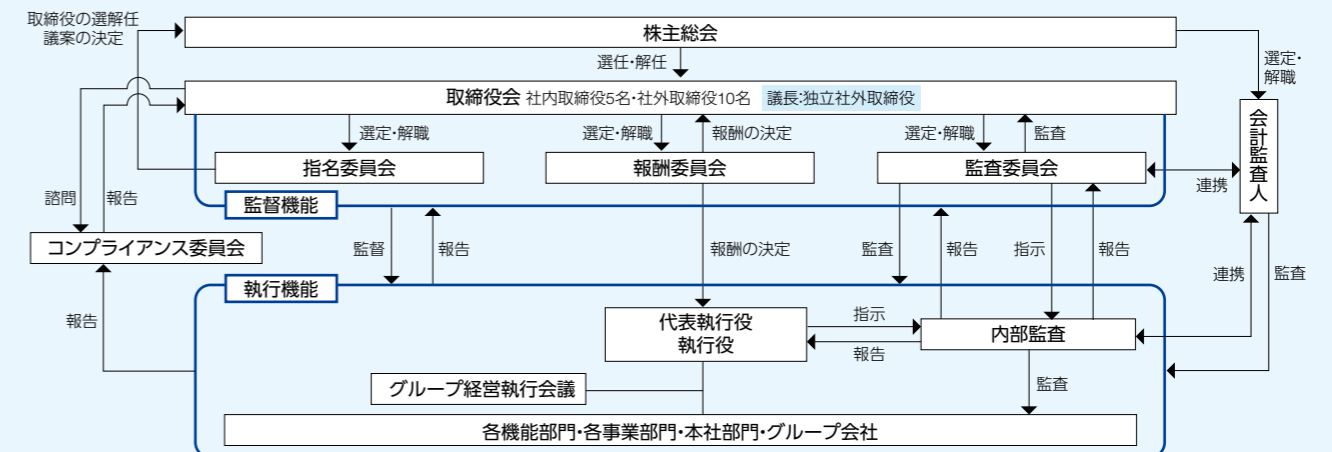 取締役の選解任
議案の決定
株主総会
選任・解任
選定・
解職
取締役会 社内取締役5名・社外取締役10名 議長:独立社外取締役
選定・解職
選定・解職
報酬の決定
選定・解職
監査
会計監査人
指名委員会
報酬委員会
監査委員会
連携
諮問
報告
監督機能
コンプライアンス委員会
監督
報告
報酬の決定
監査
報告
指示
報告
連携
監査
執行機能
報告
代表執行役
執行役
指示
報告
内部監査
監査
グループ経営執行会議
各機能部門・各事業部門・本社部門・グループ会社